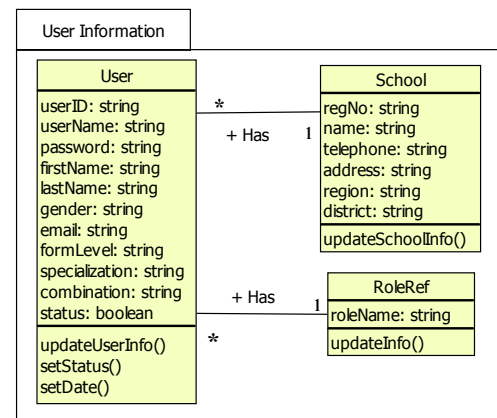 User Information
User
userID: string
userName: string
password: string
firstName: string
lastName: string
gender: string
email: string
formLevel: string
specialization: string
combination: string
status: boolean
updateUserInfo()
setStatus()
setDate()
*
+ Has
1
School
regNo: string
name: string
telephone: string
address: string
region: string
district: string
updateSchoolInfo()
+ Has
1
*
RoleRef
roleName: string
updateInfo()